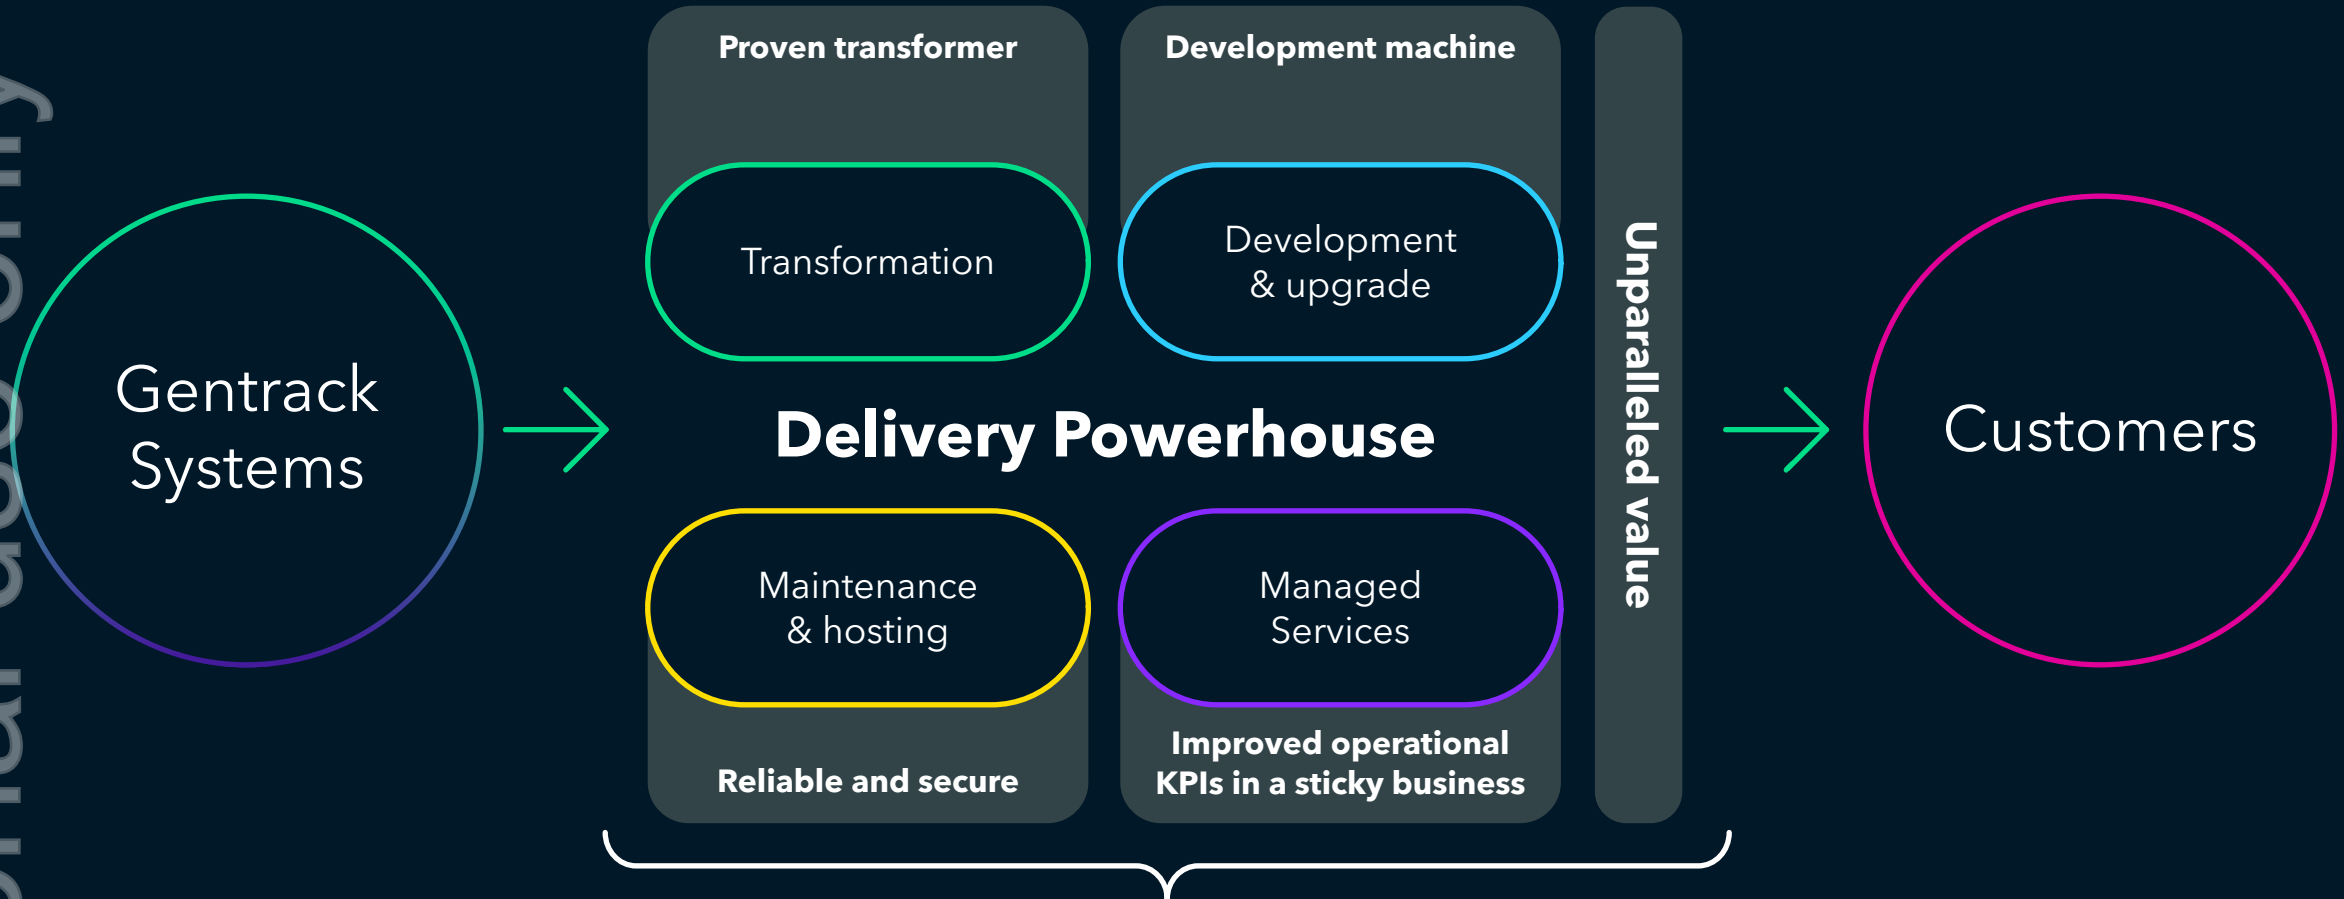 Proven transformer
Development machine
Transformation
Development
& upgrade
Gentrack
Systems
Delivery Powerhouse
Unparalleled value
Customers
Maintenance
& hosting
Managed
Services
Reliable and secure
Improved operational
KPIs in a sticky business